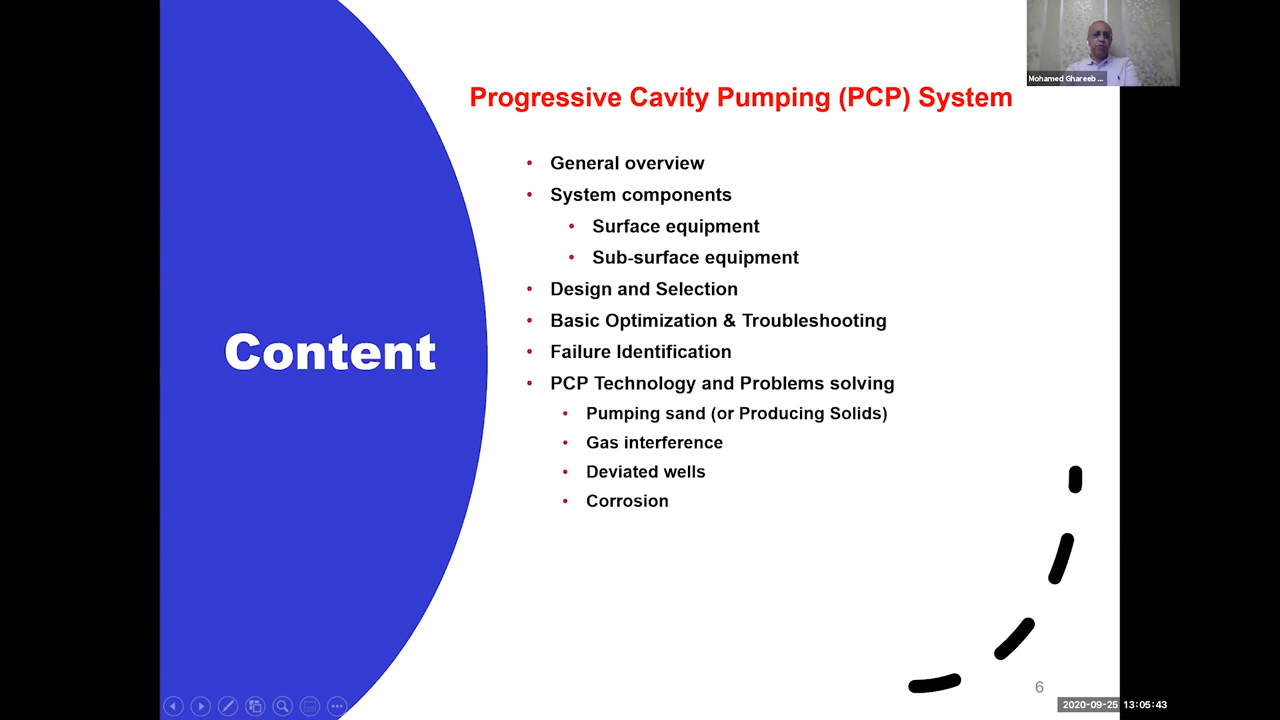 Mohamed Ghareeb ...
Progressive Cavity Pumping (PCP) System
• General overview
• System components
• Surface equipment
• Sub-surface equipment
• Design and Selection
• Basic Optimization & Troubleshooting
• Failure Identification
• PCP Technology and Problems solving
• Pumping sand (or Producing Solids)
• Gas interference
• Deviated wells
• Corrosion
Content
6
2020-09-25 13:05:43